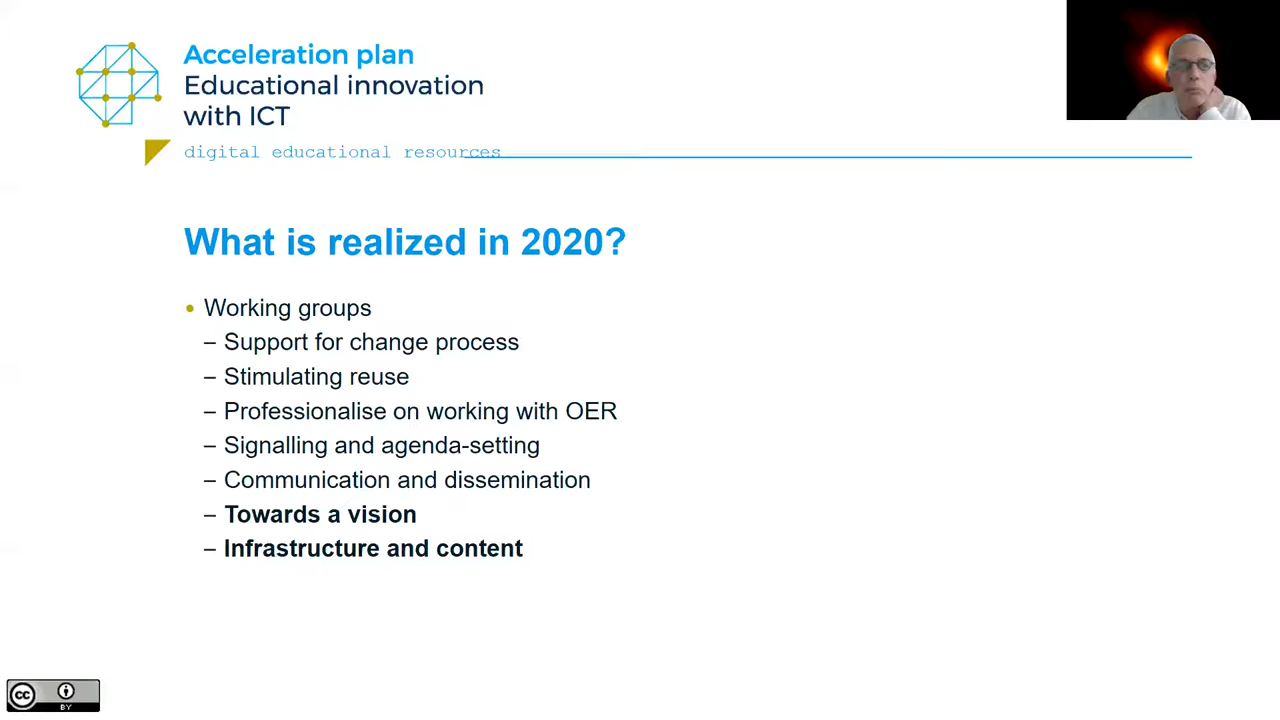 Acceleration plan
Educational innovation
with ICT
digital educational resources
What is realized in 2020?
• Working groups
– Support for change process
– Stimulating reuse
– Professionalise on working with OER
– Signalling and agenda-setting
– Communication and dissemination
– Towards a vision
– Infrastructure and content
cc
BY